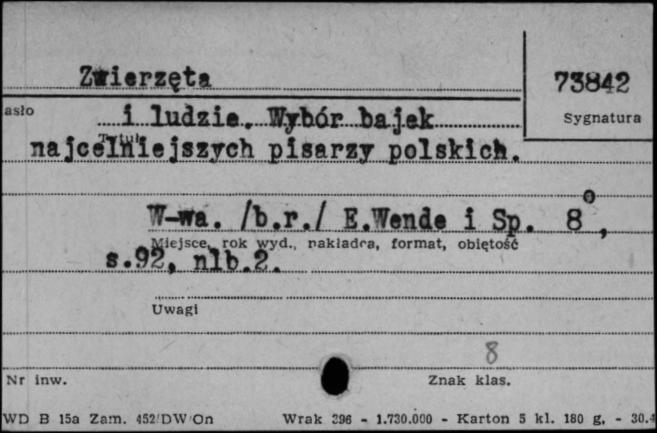 Zwierzęta
73842
asło
i ludzie. Wybór bajek
Sygnatura
Tytuł
najcelniejszych pisarzy polskich.
W-wa. /b.r./ E.Wende i Sp. 8°,
Miejsce, rok wyd., nakładca, format, objętość
s.92, nlb.2.
Uwagi
8
Nr inw.
Znak klas.
WD B 15a Zam. 452/DW/On Wrak 396 - 1.730.000 - Karton 5 kl. 180 g. - 30.4